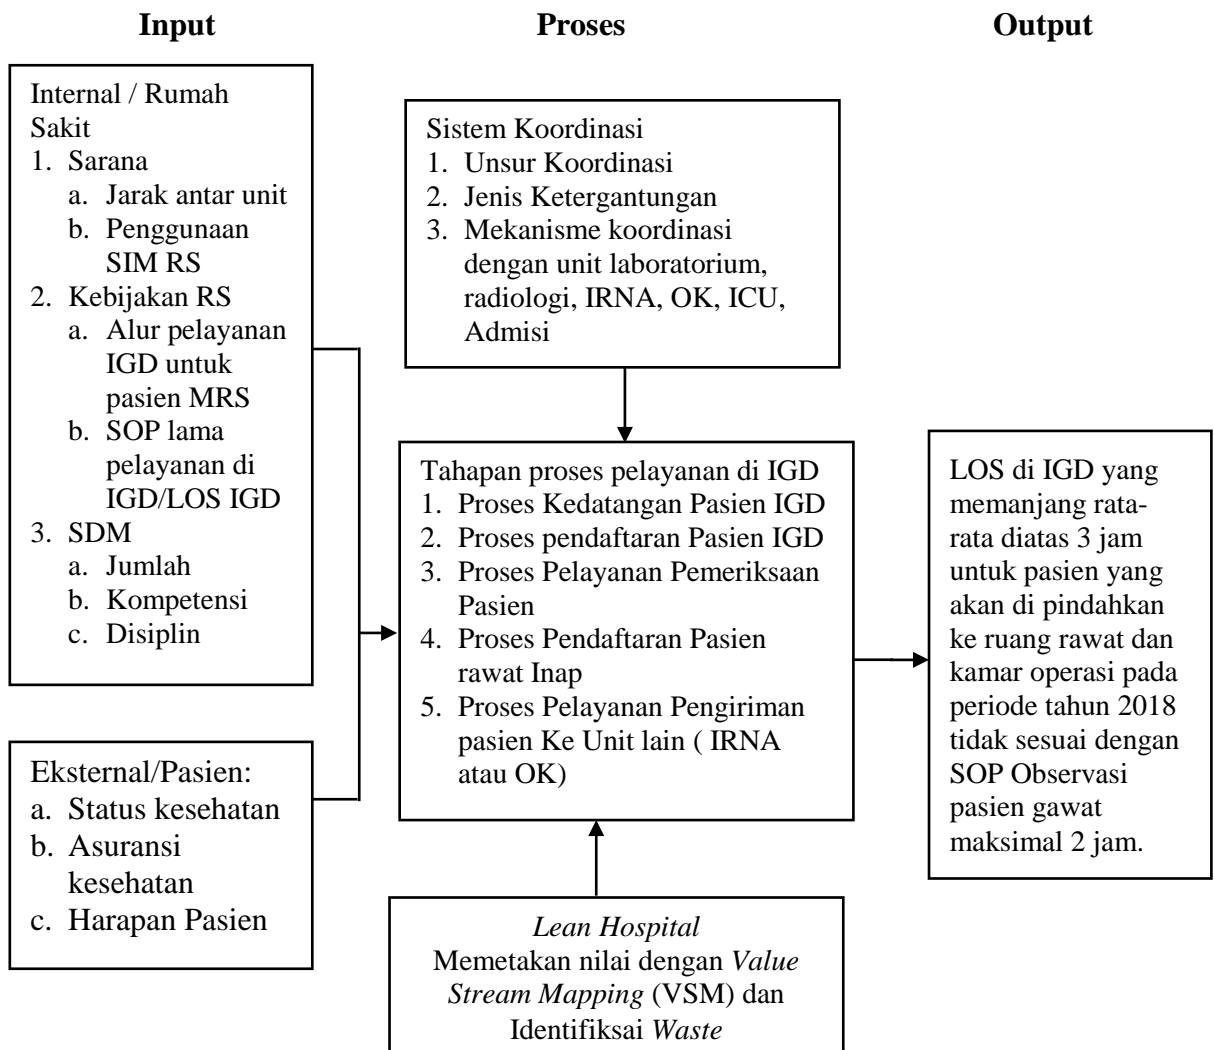 Input
Proses
Output
Internal / Rumah
Sakit
1. Sarana
a. Jarak antar unit
b. Penggunaan
SIM RS
2. Kebijakan RS
a. Alur pelayanan
IGD untuk
pasien MRS
b. SOP lama
pelayanan di
IGD/LOS IGD
3. SDM
a. Jumlah
b. Kompetensi
c. Disiplin
Eksternal/Pasien:
a. Status kesehatan
b. Asuransi
kesehatan
c. Harapan Pasien
Sistem Koordinasi
1. Unsur Koordinasi
2. Jenis Ketergantungan
3. Mekanisme koordinasi
dengan unit laboratorium,
radiologi, IRNA, OK, ICU,
Admisi
Tahapan proses pelayanan di IGD
1. Proses Kedatangan Pasien IGD
2. Proses pendaftaran Pasien IGD
3. Proses Pelayanan Pemeriksaan
Pasien
4. Proses Pendaftaran Pasien
rawat Inap
5. Proses Pelayanan Pengiriman
pasien Ke Unit lain ( IRNA
atau OK)
Lean Hospital
Memetakan nilai dengan Value
Stream Mapping (VSM) dan
Identifiksai Waste
LOS di IGD yang
memanjang rata-
rata diatas 3 jam
untuk pasien yang
akan di pindahkan
ke ruang rawat dan
kamar operasi pada
periode tahun 2018
tidak sesuai dengan
SOP Observasi
pasien gawat
maksimal 2 jam.